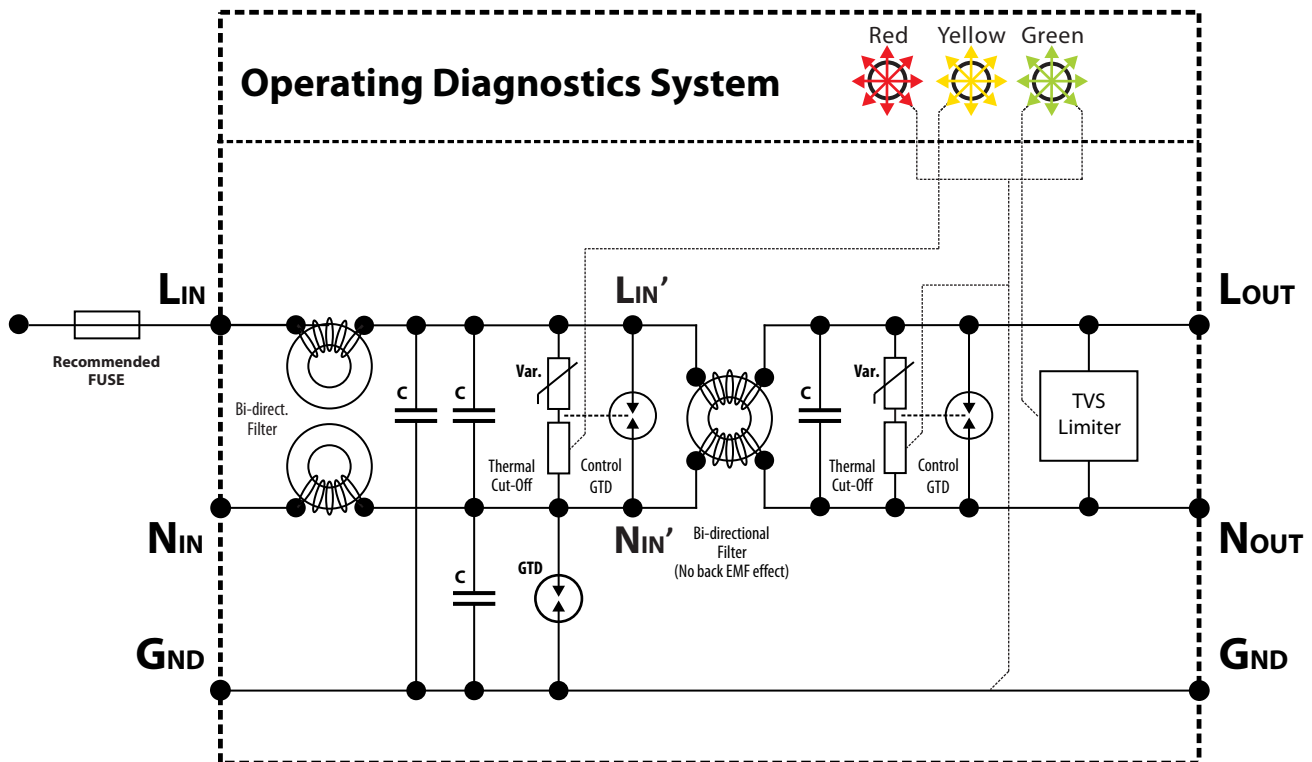 Red Yellow Green
Operating Diagnostics System
LIN
LIN’
LOUT
Recommended
FUSE
Bi-direct.
Filter
C
C
Var.
C
Var.
TVS
Limiter
Thermal
Cut-Off
Control
GTD
Thermal
Cut-Off
Control
GTD
NIN
NIN’
Bi-directional
Filter
(No back EMF effect)
NOUT
C
GTD
GND
GND